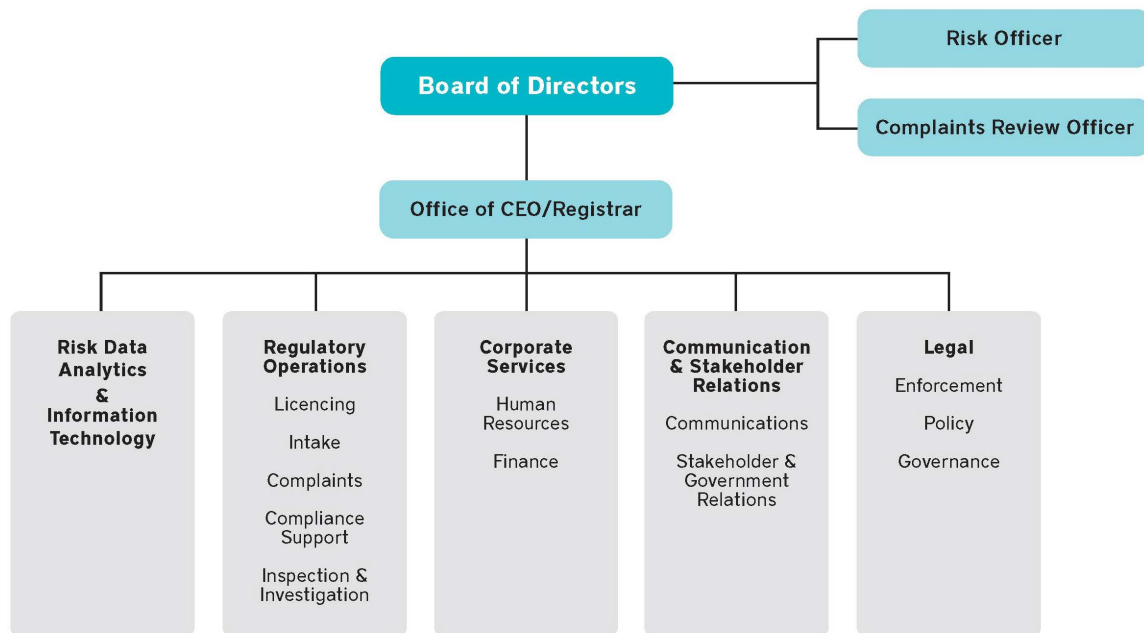 Risk Officer
Board of Directors
Complaints Review Officer
Office of CEO/Registrar
Risk Data
Analytics
&
Information
Technology
Regulatory
Operations
Licencing
Intake
Complaints
Compliance
Support
Inspection &
Investigation
Corporate
Services
Human
Resources
Finance
Communication
& Stakeholder
Relations
Communications
Stakeholder &
Government
Relations
Legal
Enforcement
Policy
Governance